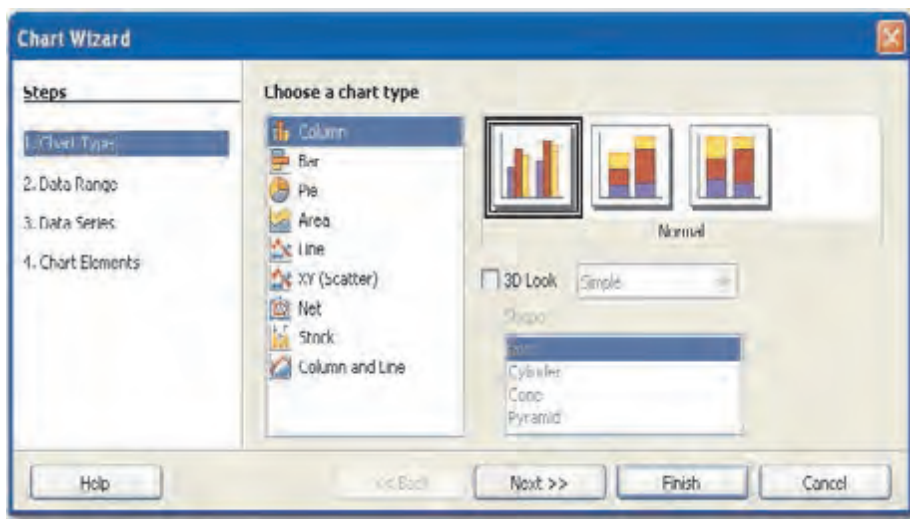 Chart Wizard
Steps
1. Chart Type
2. Data Range
3. Data Series
4. Chart Elements
Choose a chart type
Column
Bar
Pie
Area
Line
XY (Scatter)
Net
Stock
Column and Line
Normal
3D Look
Simple
Shape
Cylinder
Cone
Pyramid
Help
<< Back
Next >>
Finish
Cancel